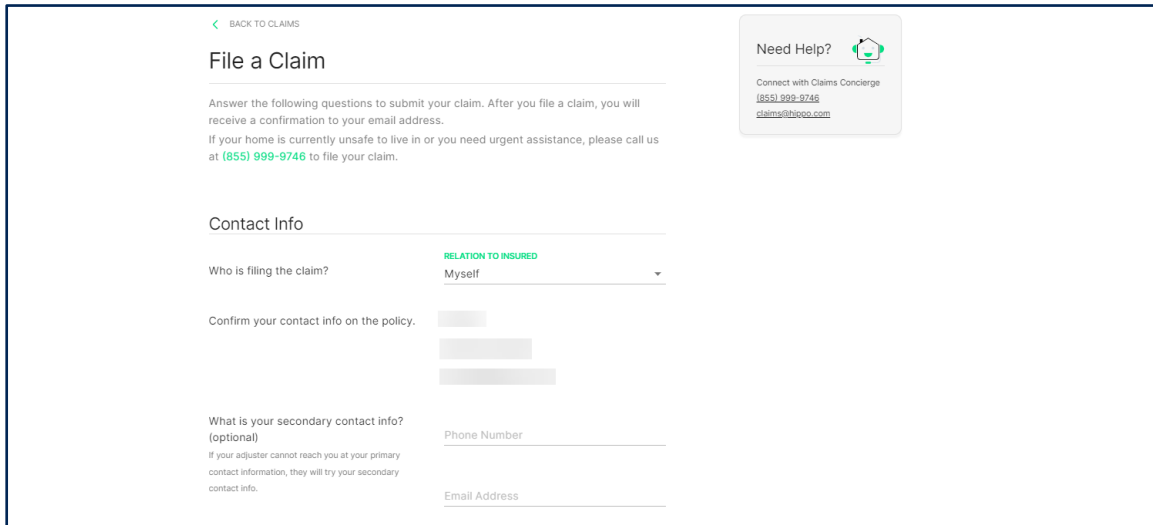 BACK TO CLAIMS
File a Claim
Answer the following questions to submit your claim. After you file a claim, you will
receive a confirmation to your email address.
If your home is currently unsafe to live in or you need urgent assistance, please call us
at (855) 999-9746 to file your claim.
Need Help?
Connect with Claims Concierge
(855) 999-9746
claims@hippo.com
Contact Info
Who is filing the claim?
RELATION TO INSURED
Myself
Confirm your contact info on the policy.
What is your secondary contact info?
(optional)
If your adjuster cannot reach you at your primary
contact information, they will try your secondary
contact info.
Phone Number
Email Address